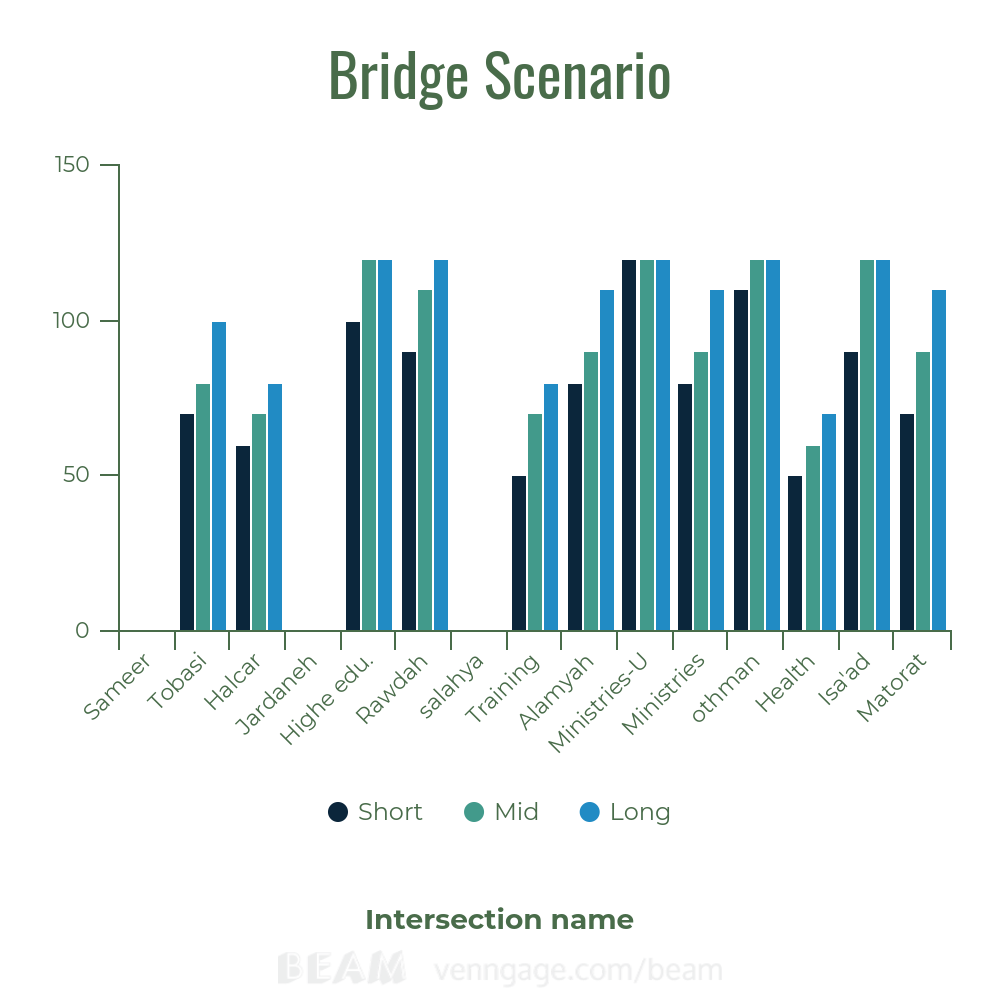 Bridge Scenario
150
100
50
0
Sameer
Tobasi
Halcar
Jardaneh
Highe edu.
Rawdah
salahya
Training
Alamyah
Ministries-U
Ministries
othman
Health
Isa'ad
Matorat
Short Mid Long
Intersection name
BEAM venngage.com/beam